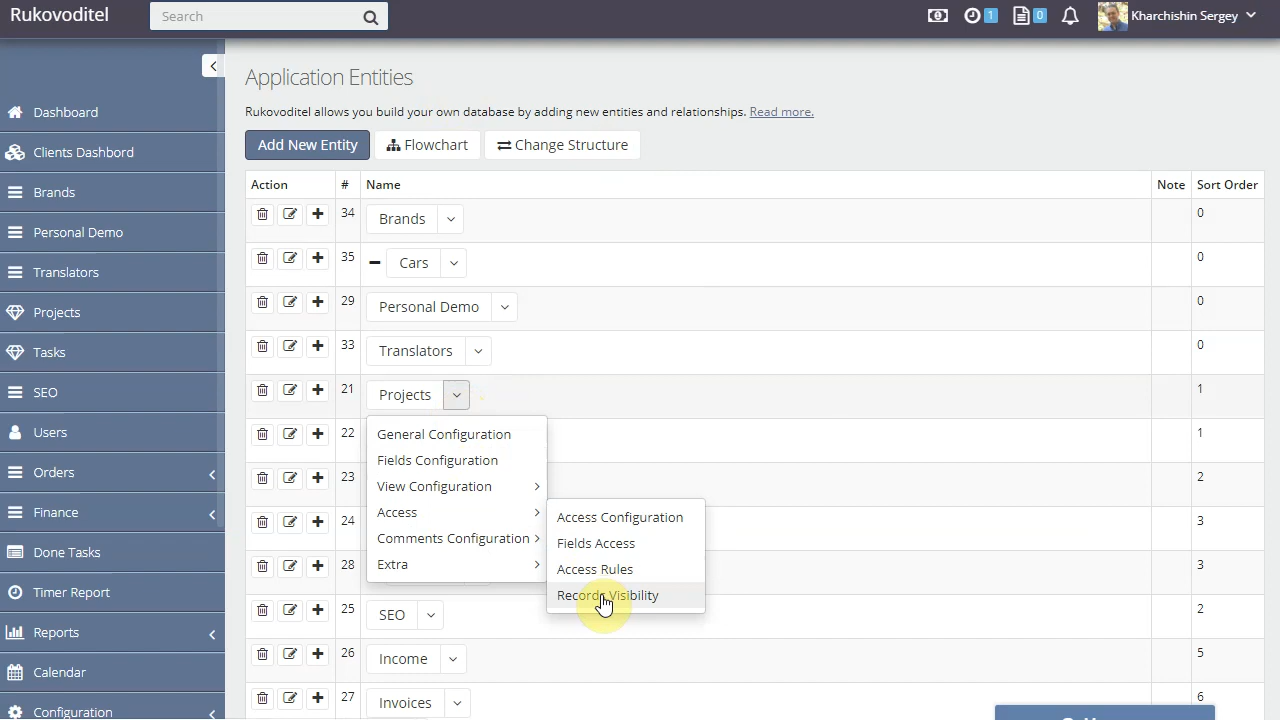 Rukovoditel
Search
1
0
Kharchishin Sergey
Dashboard
Clients Dashbord
Brands
Personal Demo
Translators
Projects
Tasks
SEO
Users
Orders
Finance
Done Tasks
Timer Report
Reports
Calendar
Configuration
Application Entities
Rukovoditel allows you build your own database by adding new entities and relationships. Read more.
Add New Entity
Flowchart
Change Structure
Action # Name Note Sort Order
34 Brands 0
35 Cars 0
29 Personal Demo 0
33 Translators 0
21 Projects 1
22 1
23 2
24 3
28 3
25 SEO 2
26 Income 5
27 Invoices 6
General Configuration
Fields Configuration
View Configuration
Access
Comments Configuration
Extra
Access Configuration
Fields Access
Access Rules
Records Visibility